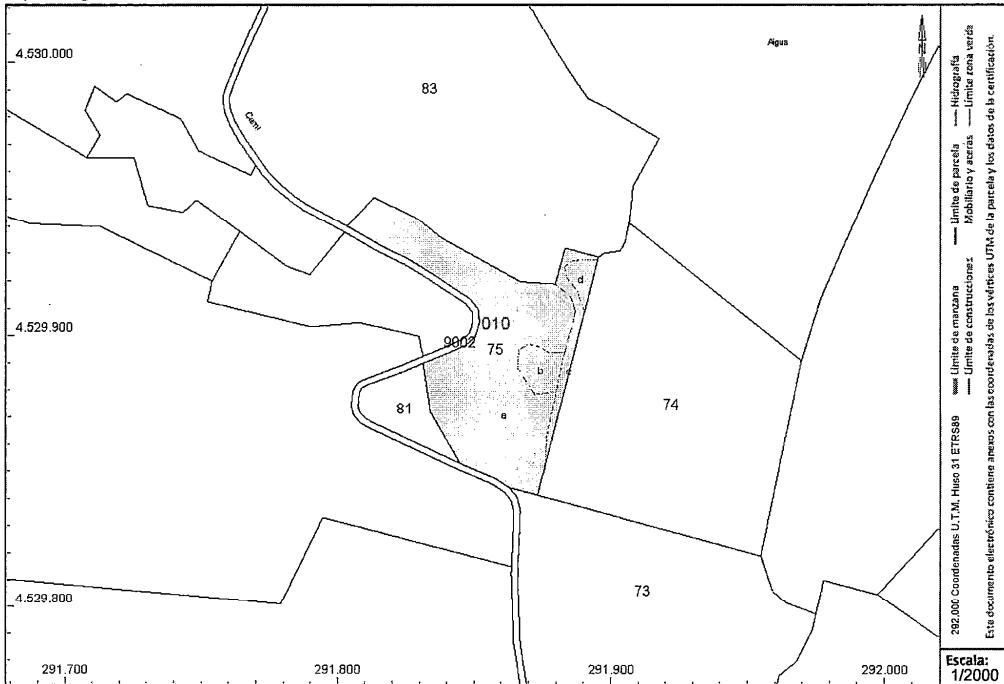 4.530.000
Aigua
83
Camí
4.529.900
010
9002
75
d
b
c
a
81
74
4.529.800
73
291.700
291.800
291.900
292.000
292.000 Coordenadas U.T.M. Huso 31 ETRS89
Límite de manzana
Límite de parcela
Hidrografía
Límite de construcciones
Mobiliario y aceras
Límite zona verde
Este documento electrónico contiene anexos con las coordenadas de los vértices UTM de la parcela y los datos de la certificación.
Escala:
1/2000